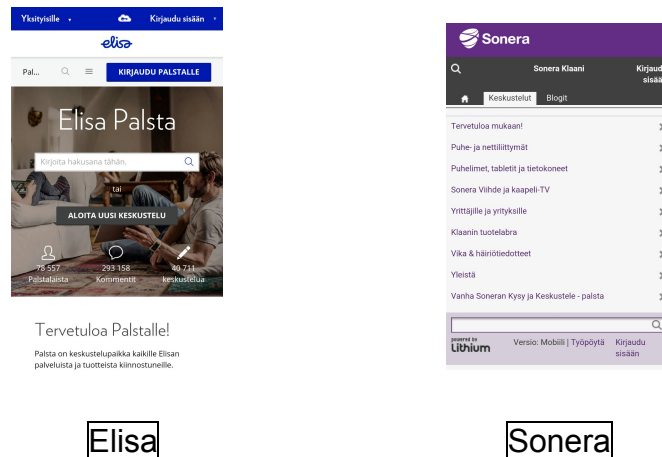 Yksityisille
Kirjaudu sisään
elisa
Pal...
KIRJAUDU PALSTALLE
Elisa Palsta
Kirjoita hakusana tähän.
tai
ALOITA UUSI KESKUSTELU
78 557
Palstalaista
293 158
Kommentit
40 711
keskustelua
Tervetuloa Palstalle!
Palsta on keskustelupaikka kaikille Elisan
palveluista ja tuotteista kiinnostuneille.
Elisa
Sonera
Sonera Klaani
Kirjaud
sisää
Keskustelut
Blogit
Tervetuloa mukaan!
Puhe- ja nettiliittymät
Puhelimet, tabletit ja tietokoneet
Sonera Viihde ja kaapeli-TV
Yrittäjille ja yrityksille
Klaanin tuotelabra
Vika & häiriötiedotteet
Yleistä
Vanha Soneran Kysy ja Keskustele - palsta
powered by
Lithium
Versio: Mobiili | Työpöytä
Kirjaudu
sisään
Sonera